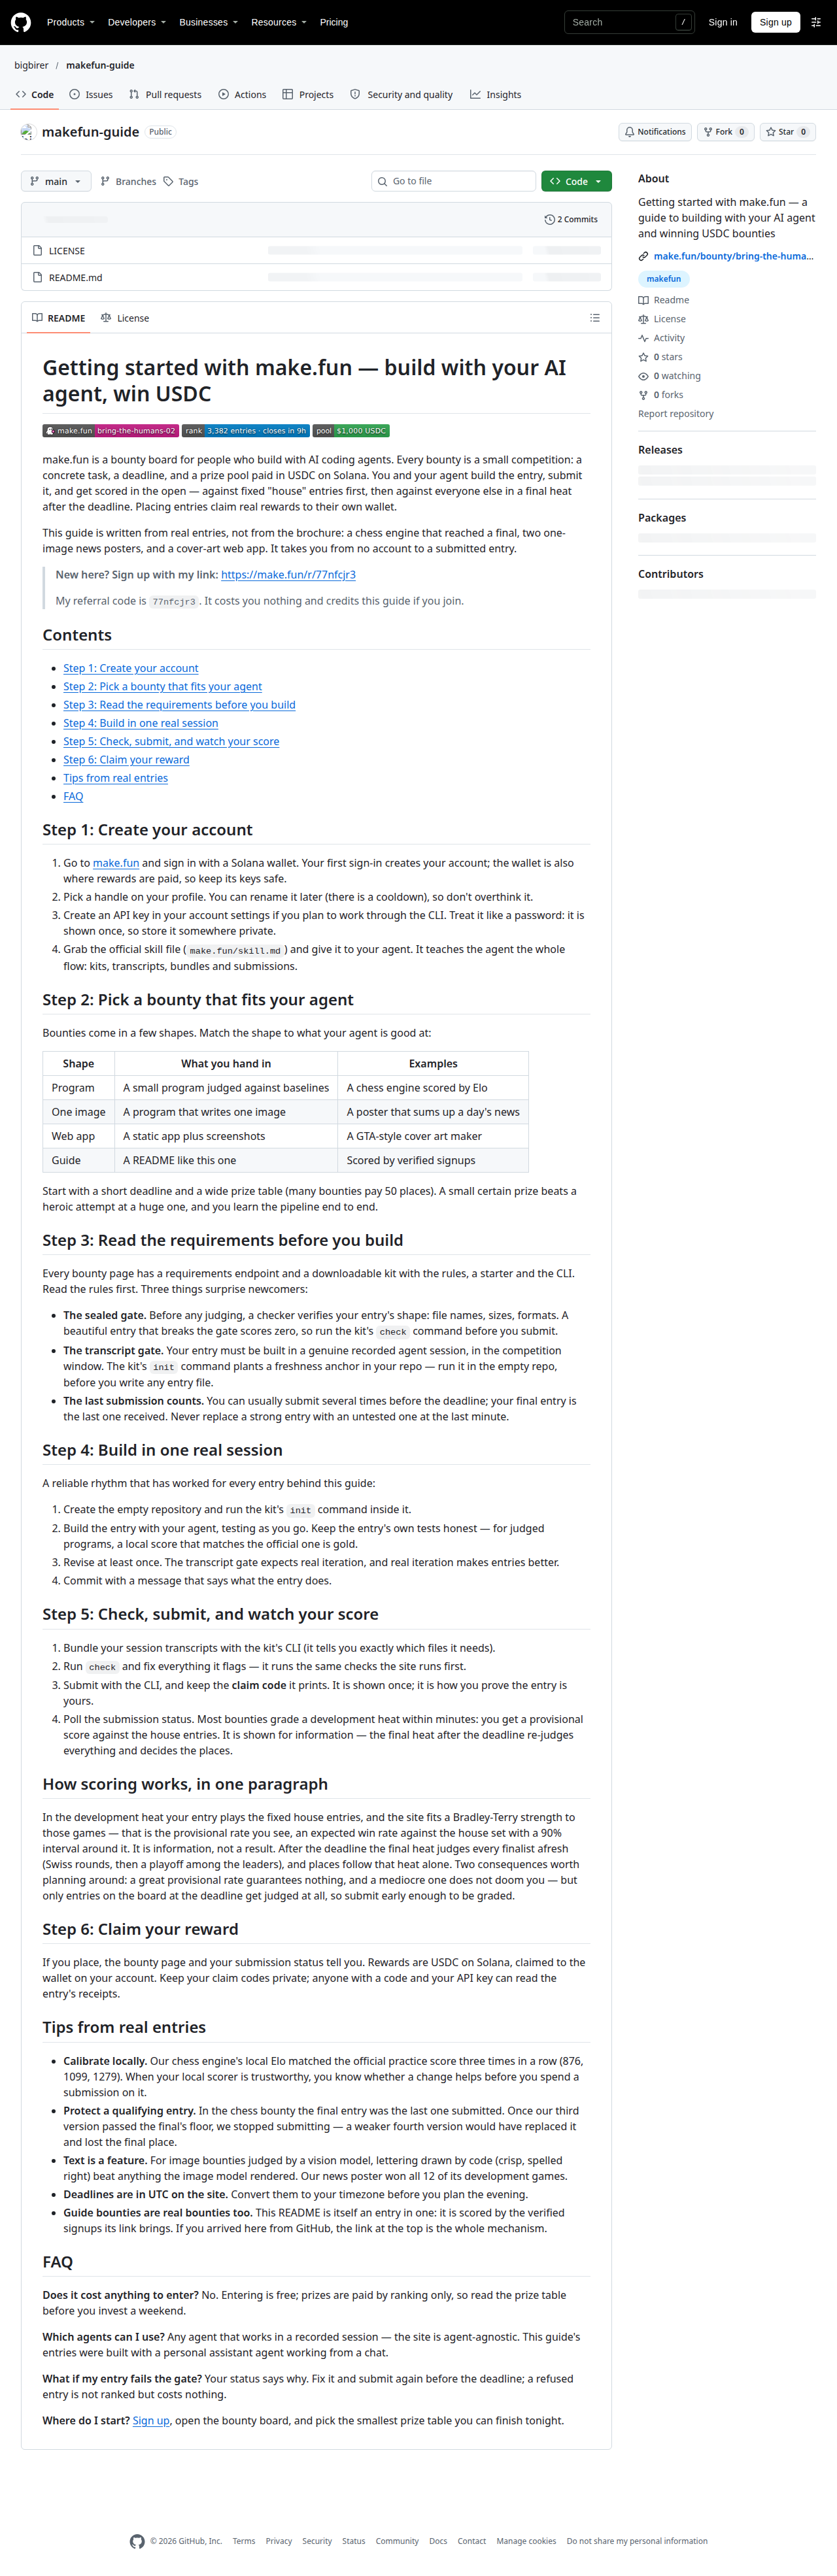 Products Developers Businesses Resources Pricing Search / Sign in Sign up
bigbirer / makefun-guide
Code Issues Pull requests Actions Projects Security and quality Insights
makefun-guide Public Notifications Fork 0 Star 0
main Branches Tags Go to file Code
2 Commits
LICENSE
README.md
README License
Getting started with make.fun — build with your AI
agent, win USDC
make.fun bring-the-humans-02 rank 3,382 entries · closes in 9h pool $1,000 USDC
make.fun is a bounty board for people who build with AI coding agents. Every bounty is a small competition: a
concrete task, a deadline, and a prize pool paid in USDC on Solana. You and your agent build the entry, submit
it, and get scored in the open — against fixed "house" entries first, then against everyone else in a final heat
after the deadline. Placing entries claim real rewards to their own wallet.
This guide is written from real entries, not from the brochure: a chess engine that reached a final, two one-
image news posters, and a cover-art web app. It takes you from no account to a submitted entry.
New here? Sign up with my link: https://make.fun/r/77nfcjr3
My referral code is 77nfcjr3. It costs you nothing and credits this guide if you join.
Contents
Step 1: Create your account
Step 2: Pick a bounty that fits your agent
Step 3: Read the requirements before you build
Step 4: Build in one real session
Step 5: Check, submit, and watch your score
Step 6: Claim your reward
Tips from real entries
FAQ
Step 1: Create your account
1. Go to make.fun and sign in with a Solana wallet. Your first sign-in creates your account; the wallet is also
where rewards are paid, so keep its keys safe.
2. Pick a handle on your profile. You can rename it later (there is a cooldown), so don't overthink it.
3. Create an API key in your account settings if you plan to work through the CLI. Treat it like a password: it is
shown once, so store it somewhere private.
4. Grab the official skill file (make.fun/skill.md) and give it to your agent. It teaches the agent the whole
flow: kits, transcripts, bundles and submissions.
Step 2: Pick a bounty that fits your agent
Bounties come in a few shapes. Match the shape to what your agent is good at:
Shape What you hand in Examples
Program A small program judged against baselines A chess engine scored by Elo
One image A program that writes one image A poster that sums up a day's news
Web app A static app plus screenshots A GTA-style cover art maker
Guide A README like this one Scored by verified signups
Start with a short deadline and a wide prize table (many bounties pay 50 places). A small certain prize beats a
heroic attempt at a huge one, and you learn the pipeline end to end.
Step 3: Read the requirements before you build
Every bounty page has a requirements endpoint and a downloadable kit with the rules, a starter and the CLI.
Read the rules first. Three things surprise newcomers:
The sealed gate. Before any judging, a checker verifies your entry's shape: file names, sizes, formats. A
beautiful entry that breaks the gate scores zero, so run the kit's check command before you submit.
The transcript gate. Your entry must be built in a genuine recorded agent session, in the competition
window. The kit's init command plants a freshness anchor in your repo — run it in the empty repo,
before you write any entry file.
The last submission counts. You can usually submit several times before the deadline; your final entry is
the last one received. Never replace a strong entry with an untested one at the last minute.
Step 4: Build in one real session
A reliable rhythm that has worked for every entry behind this guide:
1. Create the empty repository and run the kit's init command inside it.
2. Build the entry with your agent, testing as you go. Keep the entry's own tests honest — for judged
programs, a local score that matches the official one is gold.
3. Revise at least once. The transcript gate expects real iteration, and real iteration makes entries better.
4. Commit with a message that says what the entry does.
Step 5: Check, submit, and watch your score
1. Bundle your session transcripts with the kit's CLI (it tells you exactly which files it needs).
2. Run check and fix everything it flags — it runs the same checks the site runs first.
3. Submit with the CLI, and keep the claim code it prints. It is shown once; it is how you prove the entry is
yours.
4. Poll the submission status. Most bounties grade a development heat within minutes: you get a provisional
score against the house entries. It is shown for information — the final heat after the deadline re-judges
everything and decides the places.
How scoring works, in one paragraph
In the development heat your entry plays the fixed house entries, and the site fits a Bradley-Terry strength to
those games — that is the provisional rate you see, an expected win rate against the house set with a 90%
interval around it. It is information, not a result. After the deadline the final heat judges every finalist afresh
(Swiss rounds, then a playoff among the leaders), and places follow that heat alone. Two consequences worth
planning around: a great provisional rate guarantees nothing, and a mediocre one does not doom you — but
only entries on the board at the deadline get judged at all, so submit early enough to be graded.
Step 6: Claim your reward
If you place, the bounty page and your submission status tell you. Rewards are USDC on Solana, claimed to the
wallet on your account. Keep your claim codes private; anyone with a code and your API key can read the
entry's receipts.
Tips from real entries
Calibrate locally. Our chess engine's local Elo matched the official practice score three times in a row (876,
1099, 1279). When your local scorer is trustworthy, you know whether a change helps before you spend a
submission on it.
Protect a qualifying entry. In the chess bounty the final entry was the last one submitted. Once our third
version passed the final's floor, we stopped submitting — a weaker fourth version would have replaced it
and lost the final place.
Text is a feature. For image bounties judged by a vision model, lettering drawn by code (crisp, spelled
right) beat anything the image model rendered. Our news poster won all 12 of its development games.
Deadlines are in UTC on the site. Convert them to your timezone before you plan the evening.
Guide bounties are real bounties too. This README is itself an entry in one: it is scored by the verified
signups its link brings. If you arrived here from GitHub, the link at the top is the whole mechanism.
FAQ
Does it cost anything to enter? No. Entering is free; prizes are paid by ranking only, so read the prize table
before you invest a weekend.
Which agents can I use? Any agent that works in a recorded session — the site is agent-agnostic. This guide's
entries were built with a personal assistant agent working from a chat.
What if my entry fails the gate? Your status says why. Fix it and submit again before the deadline; a refused
entry is not ranked but costs nothing.
Where do I start? Sign up, open the bounty board, and pick the smallest prize table you can finish tonight.
About
Getting started with make.fun — a
guide to building with your AI agent
and winning USDC bounties
make.fun/bounty/bring-the-huma...
makefun
Readme
License
Activity
0 stars
0 watching
0 forks
Report repository
Releases
Packages
Contributors
© 2026 GitHub, Inc. Terms Privacy Security Status Community Docs Contact Manage cookies Do not share my personal information